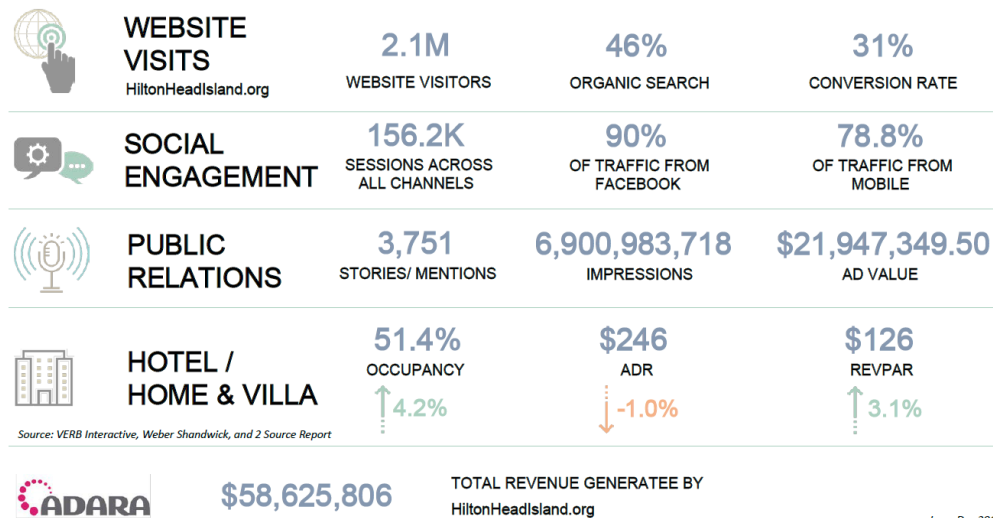 WEBSITE
VISITS
HiltonHeadIsland.org
2.1M
WEBSITE VISITORS
46%
ORGANIC SEARCH
31%
CONVERSION RATE
SOCIAL
ENGAGEMENT
156.2K
SESSIONS ACROSS
ALL CHANNELS
90%
OF TRAFFIC FROM
FACEBOOK
78.8%
OF TRAFFIC FROM
MOBILE
PUBLIC
RELATIONS
3,751
STORIES/ MENTIONS
6,900,983,718
IMPRESSIONS
$21,947,349.50
AD VALUE
HOTEL /
HOME & VILLA
51.4%
OCCUPANCY
4.2%
$246
ADR
-1.0%
$126
REVPAR
3.1%
Source: VERB Interactive, Weber Shandwick, and 2 Source Report
ADARA
$58,625,806
TOTAL REVENUE GENERATEE BY
HiltonHeadIsland.org